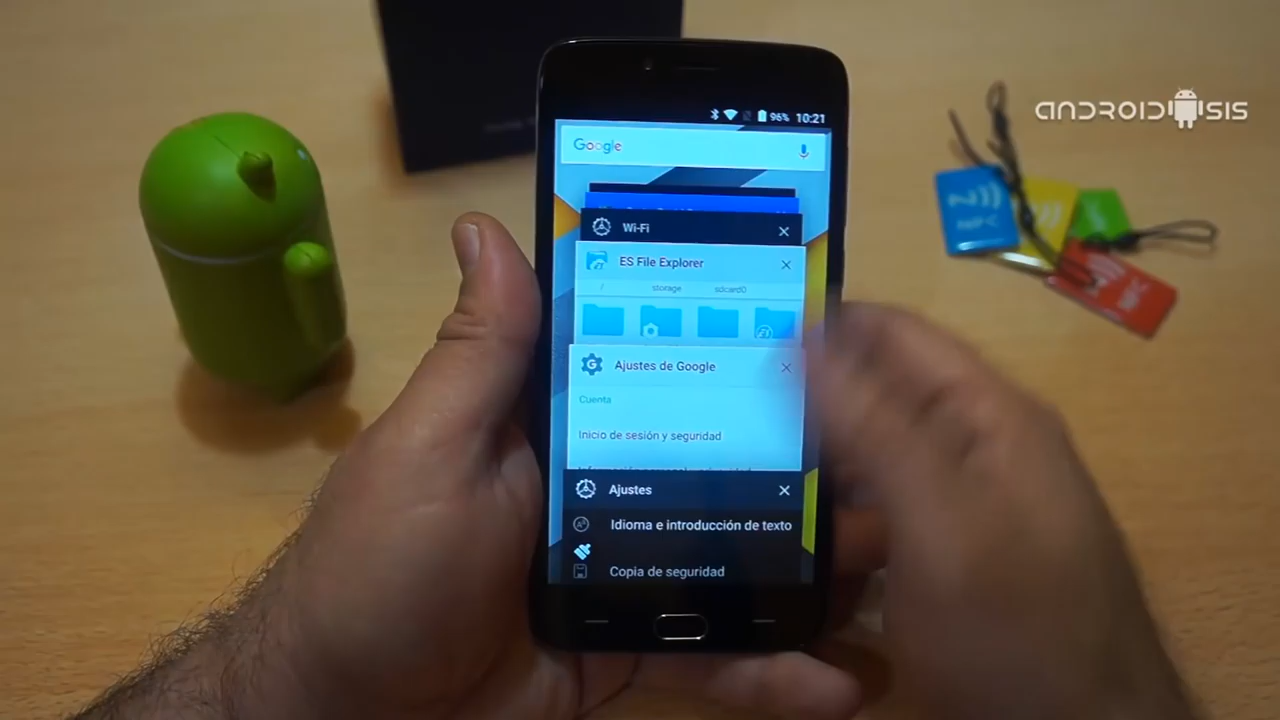 ANDROIDSIS
96% 10:21
Google
Wi-Fi
ES File Explorer
/ storage sdcard0
Ajustes de Google
Cuenta
Inicio de sesión y seguridad
Ajustes
Idioma e introducción de texto
Copia de seguridad
NFC